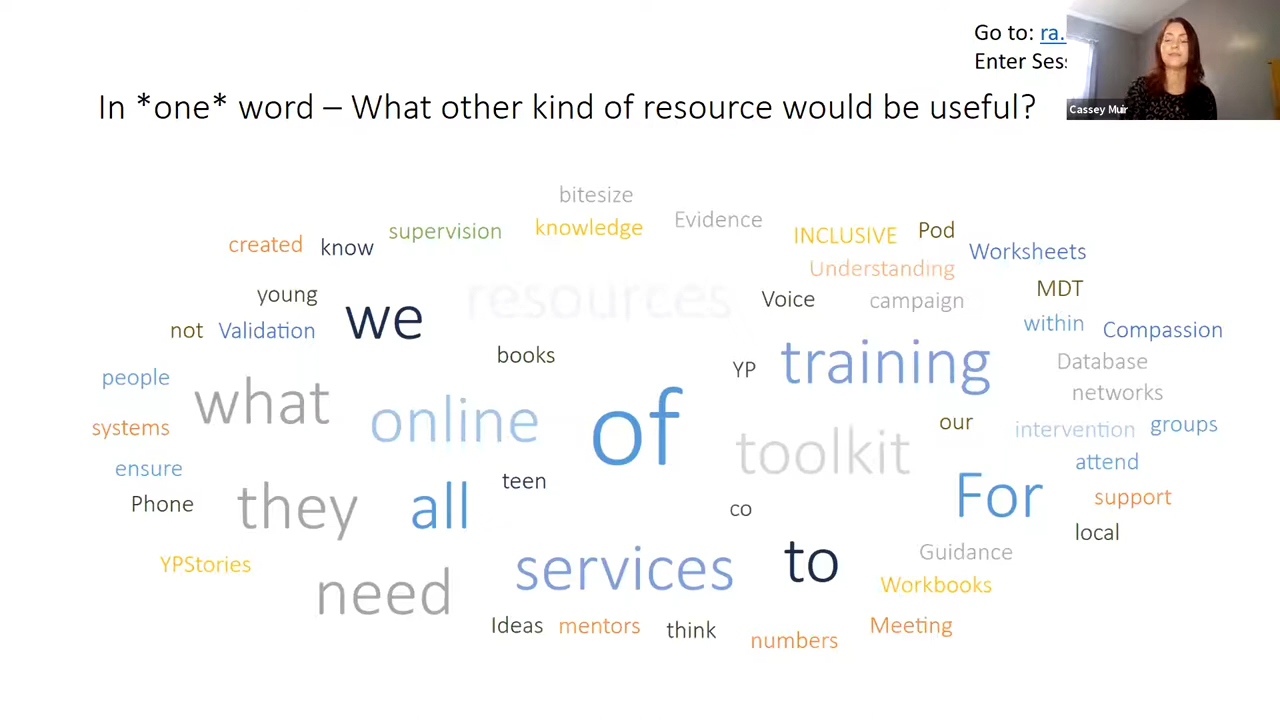 Go to: ra.
Enter Ses
Cassey Muir
In *one* word – What other kind of resource would be useful?
bitesize
supervision knowledge Evidence INCLUSIVE Pod
created know Worksheets
Understanding
young resources Voice campaign MDT
not Validation we within Compassion
books YP training Database
people networks
what online of our intervention groups
systems toolkit
ensure attend
Phone they all teen co For support
local
YPStories services to Guidance
need Workbooks
Ideas mentors think numbers Meeting